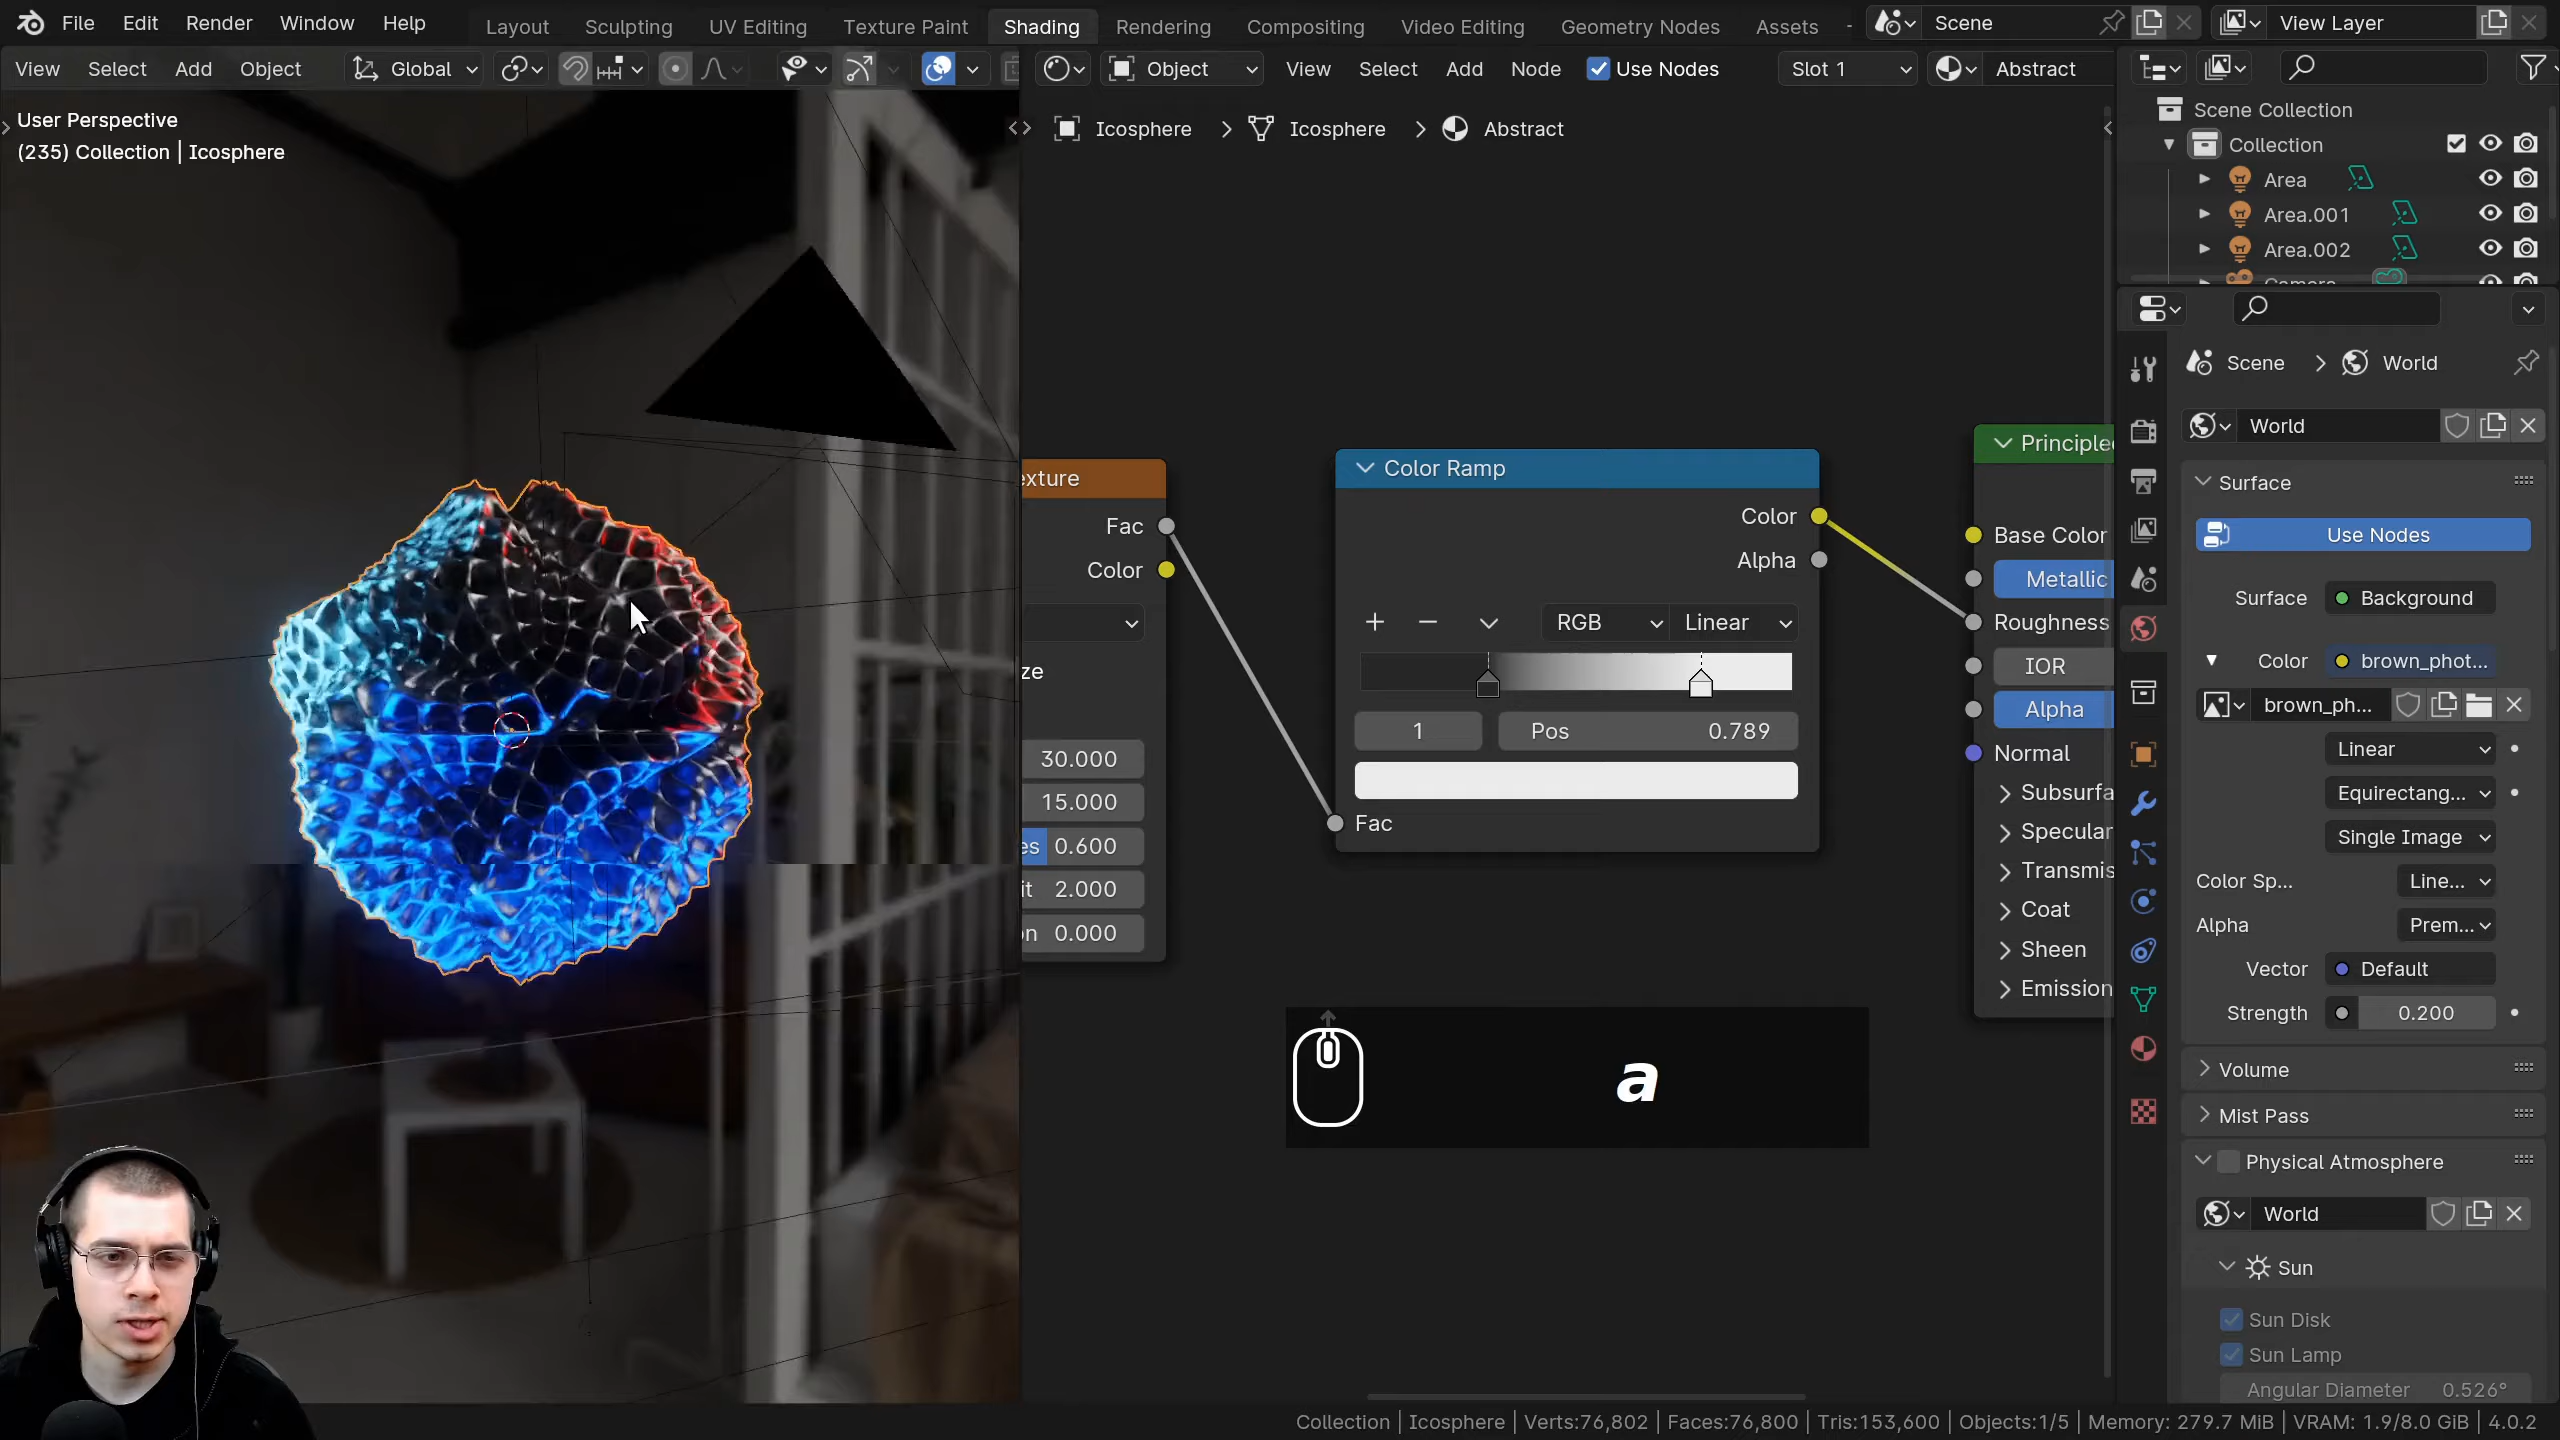 File Edit Render Window Help Layout Sculpting UV Editing Texture Paint Shading Rendering Compositing Video Editing Geometry Nodes Assets Scene View Layer
View Select Add Object Global Object View Select Add Node Use Nodes Slot 1 Abstract
User Perspective
(235) Collection | Icosphere
Icosphere > Icosphere > Abstract
Scene Collection
Collection
Area
Area.001
Area.002
Camera
exture
Fac
Color
ze
30.000
15.000
es 0.600
it 2.000
on 0.000
Color Ramp
Color
Alpha
RGB Linear
1 Pos 0.789
Fac
Principle
Base Color
Metallic
Roughness
IOR
Alpha
Normal
Subsurfa
Specular
Transmis
Coat
Sheen
Emission
a
Scene > World
World
Surface
Use Nodes
Surface Background
Color brown_phot...
brown_ph...
Linear
Equirectang...
Single Image
Color Sp... Line...
Alpha Prem...
Vector Default
Strength 0.200
Volume
Mist Pass
Physical Atmosphere
World
Sun
Sun Disk
Sun Lamp
Angular Diameter 0.526°
Collection | Icosphere | Verts:76,802 | Faces:76,800 | Tris:153,600 | Objects:1/5 | Memory: 279.7 MiB | VRAM: 1.9/8.0 GiB | 4.0.2